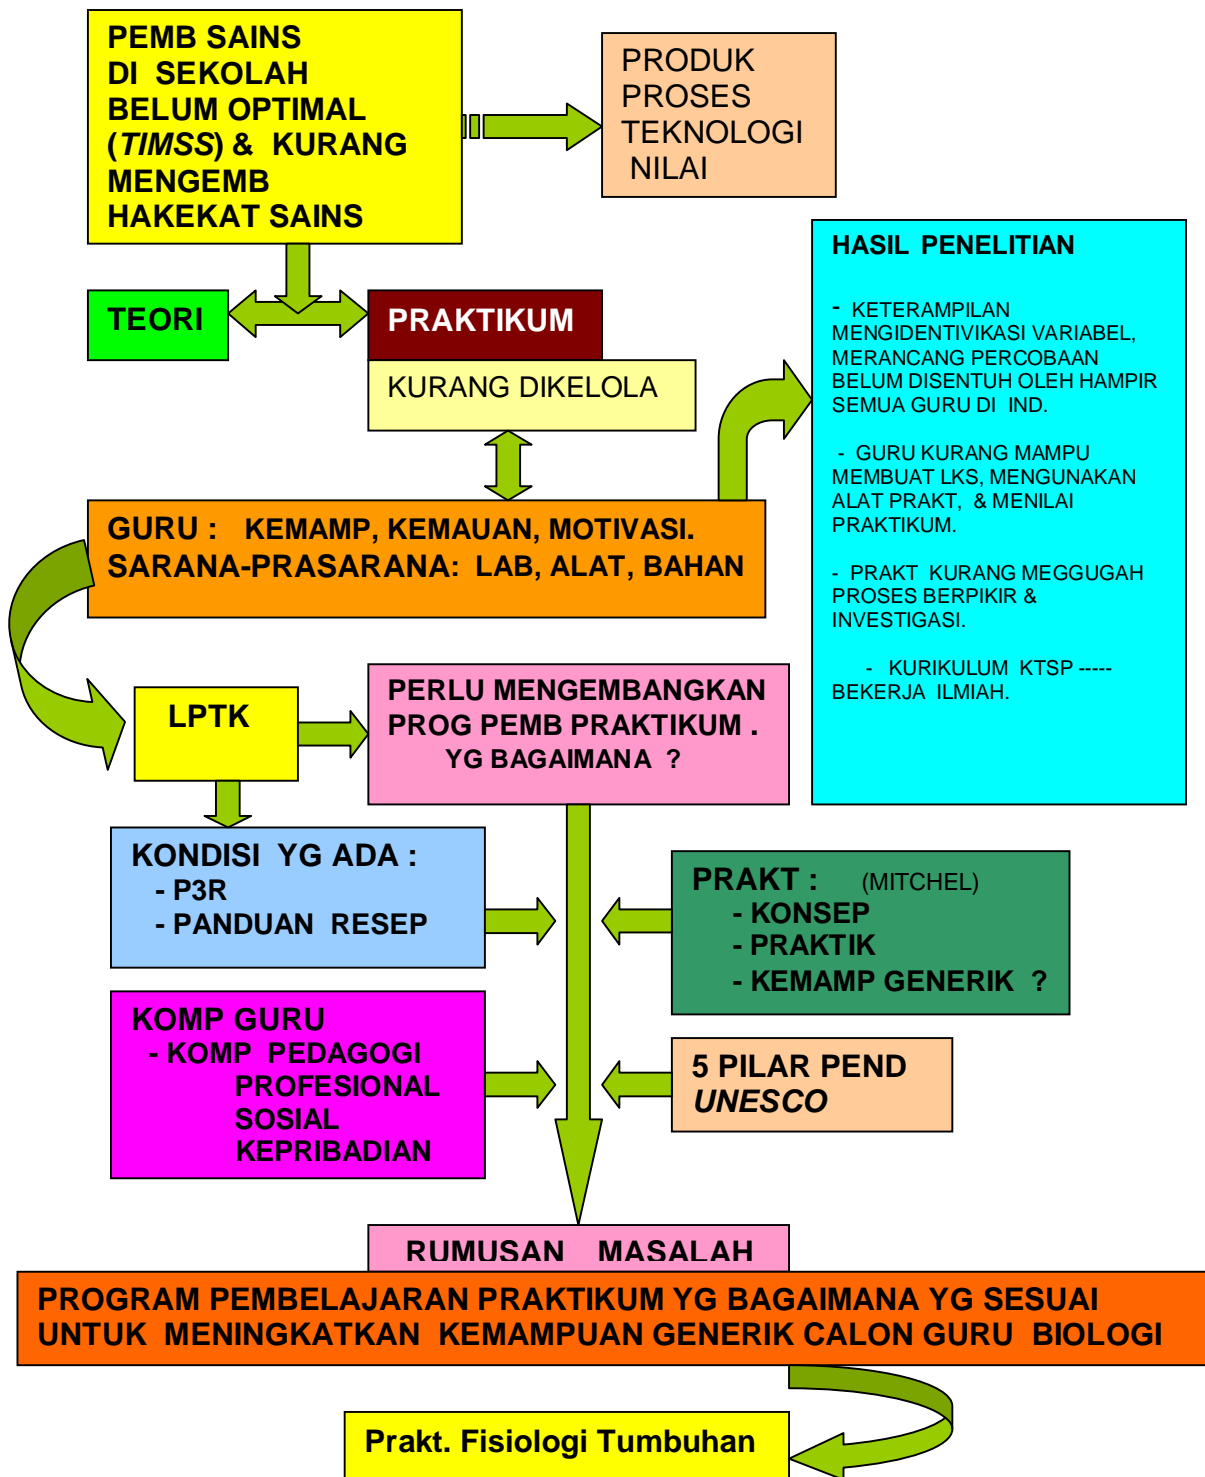 PEMB SAINS
DI SEKOLAH
BELUM OPTIMAL
(TIMSS) & KURANG
MENGEMB
HAKEKAT SAINS
PRODUK
PROSES
TEKNOLOGI
NILAI
HASIL PENELITIAN
- KETERAMPILAN
MENGIDENTIVIKASI VARIABEL,
MERANCANG PERCOBAAN
BELUM DISENTUH OLEH HAMPIR
SEMUA GURU DI IND.
- GURU KURANG MAMPU
MEMBUAT LKS, MENGUNAKAN
ALAT PRAKT, & MENILAI
PRAKTIKUM.
- PRAKT KURANG MEGGUGAH
PROSES BERPIKIR &
INVESTIGASI.
- KURIKULUM KTSP -----
BEKERJA ILMIAH.
TEORI
PRAKTIKUM
KURANG DIKELOLA
GURU : KEMAMP, KEMAUAN, MOTIVASI.
SARANA-PRASARANA: LAB, ALAT, BAHAN
LPTK
PERLU MENGEMBANGKAN
PROG PEMB PRAKTIKUM .
YG BAGAIMANA ?
KONDISI YG ADA :
- P3R
- PANDUAN RESEP
PRAKT : (MITCHEL)
- KONSEP
- PRAKTIK
- KEMAMP GENERIK ?
KOMP GURU
- KOMP PEDAGOGI
PROFESIONAL
SOSIAL
KEPRIBADIAN
5 PILAR PEND
UNESCO
RUMUSAN MASALAH
PROGRAM PEMBELAJARAN PRAKTIKUM YG BAGAIMANA YG SESUAI
UNTUK MENINGKATKAN KEMAMPUAN GENERIK CALON GURU BIOLOGI
Prakt. Fisiologi Tumbuhan